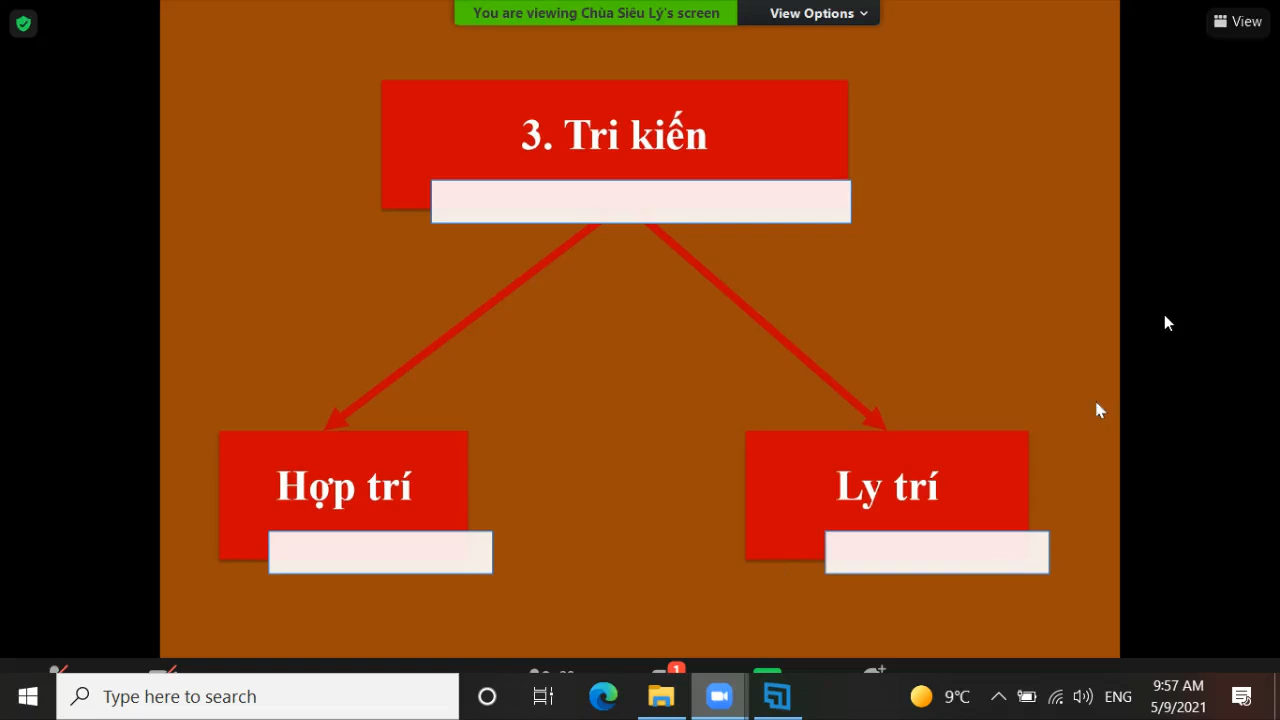 You are viewing Chùa Siêu Lý's screen
View Options
View
3. Tri kiến
Hợp trí
Ly trí
1
Type here to search
9°C
ENG
9:57 AM
5/9/2021